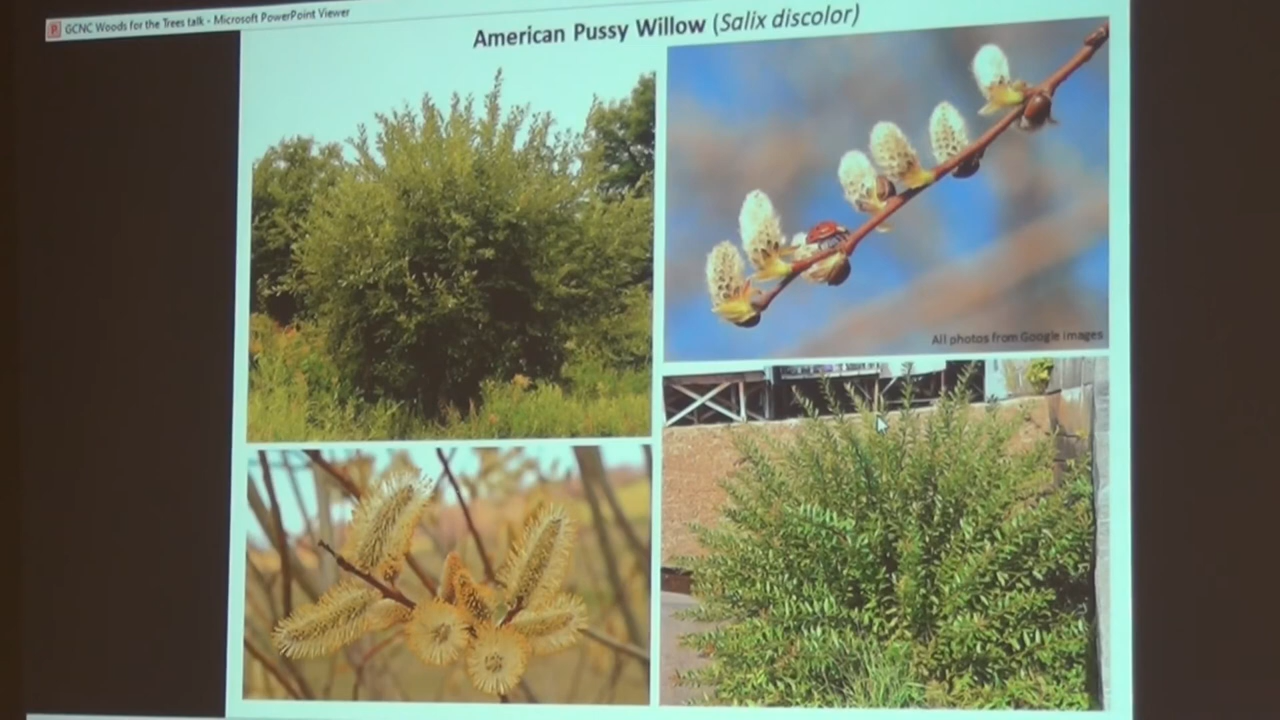 GCNC Woods for the Trees talk - Microsoft PowerPoint Viewer
American Pussy Willow (Salix discolor)
All photos from Google images